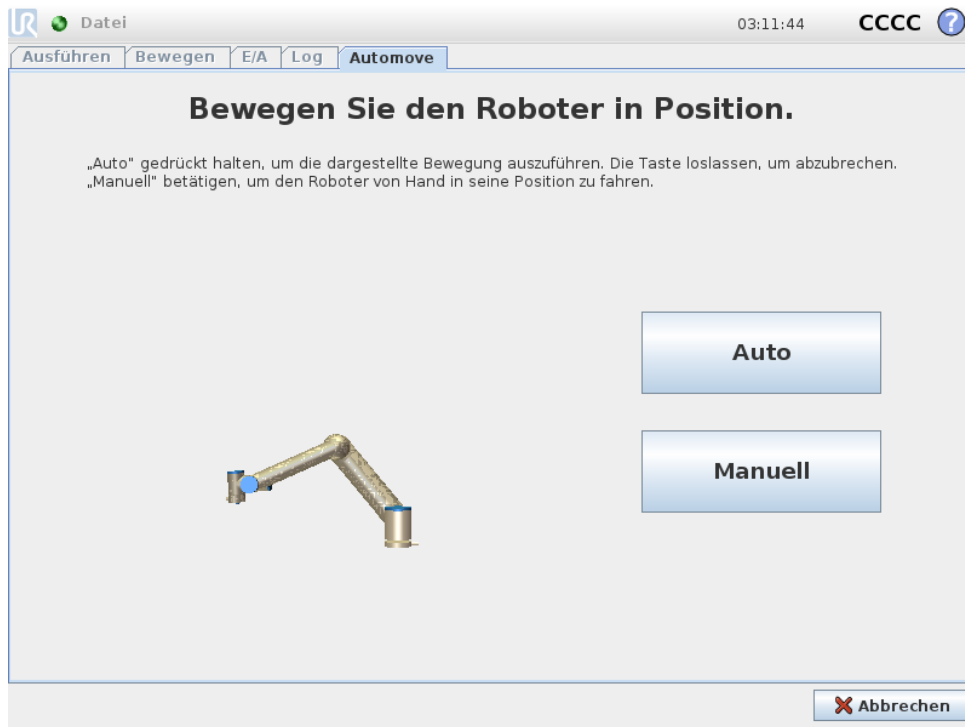 UR Datei 03:11:44 CCCC ?
Ausführen Bewegen E/A Log Automove
Bewegen Sie den Roboter in Position.
„Auto" gedrückt halten, um die dargestellte Bewegung auszuführen. Die Taste loslassen, um abzubrechen.
„Manuell" betätigen, um den Roboter von Hand in seine Position zu fahren.
Auto
Manuell
Abbrechen